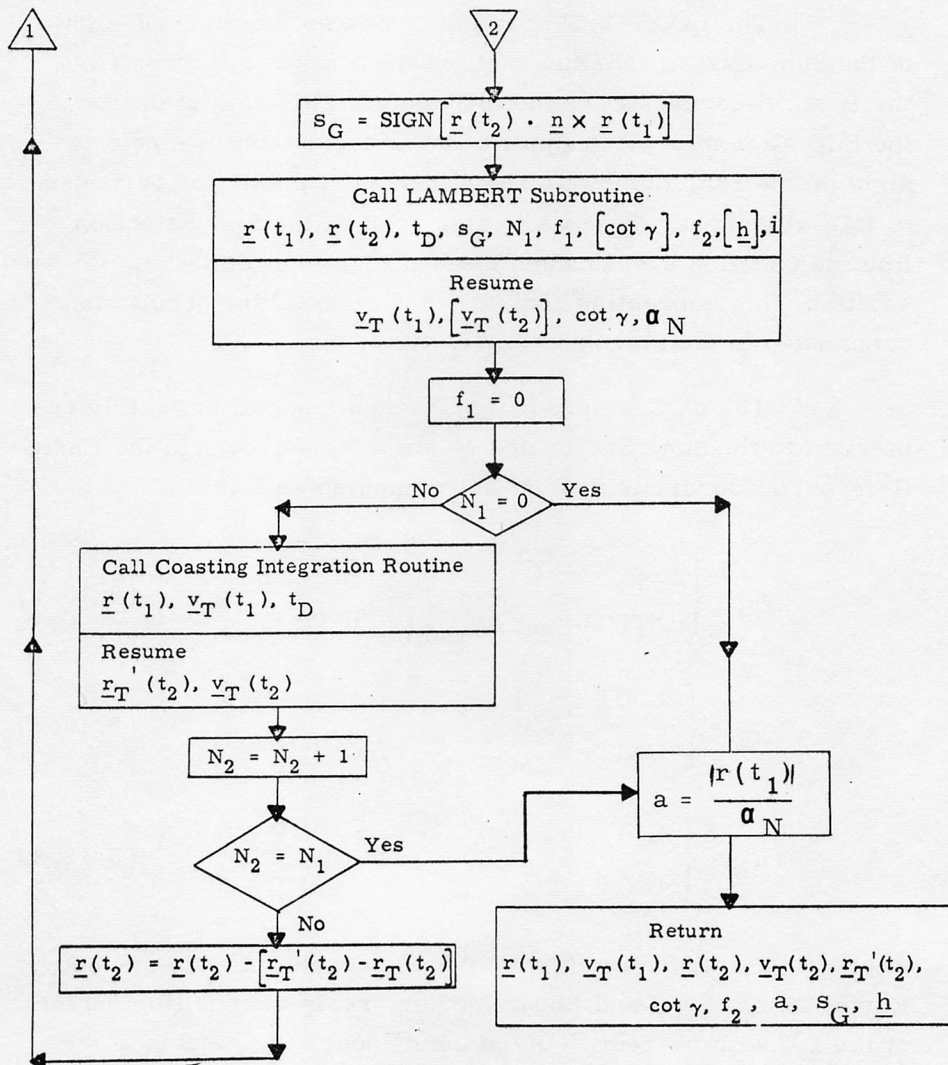 1
2
s_G = SIGN [r(t_2) · n × r(t_1)]
Call LAMBERT Subroutine
r(t_1), r(t_2), t_D, s_G, N_1, f_1, [cot γ], f_2, [h], i
Resume
v_T(t_1), [v_T(t_2)], cot γ, α_N
f_1 = 0
No
N_1 = 0
Yes
Call Coasting Integration Routine
r(t_1), v_T(t_1), t_D
Resume
r_T'(t_2), v_T(t_2)
N_2 = N_2 + 1
a = |r(t_1)| / α_N
N_2 = N_1
Yes
No
r(t_2) = r(t_2) - [r_T'(t_2) - r_T(t_2)]
Return
r(t_1), v_T(t_1), r(t_2), v_T(t_2), r_T'(t_2),
cot γ, f_2, a, s_G, h